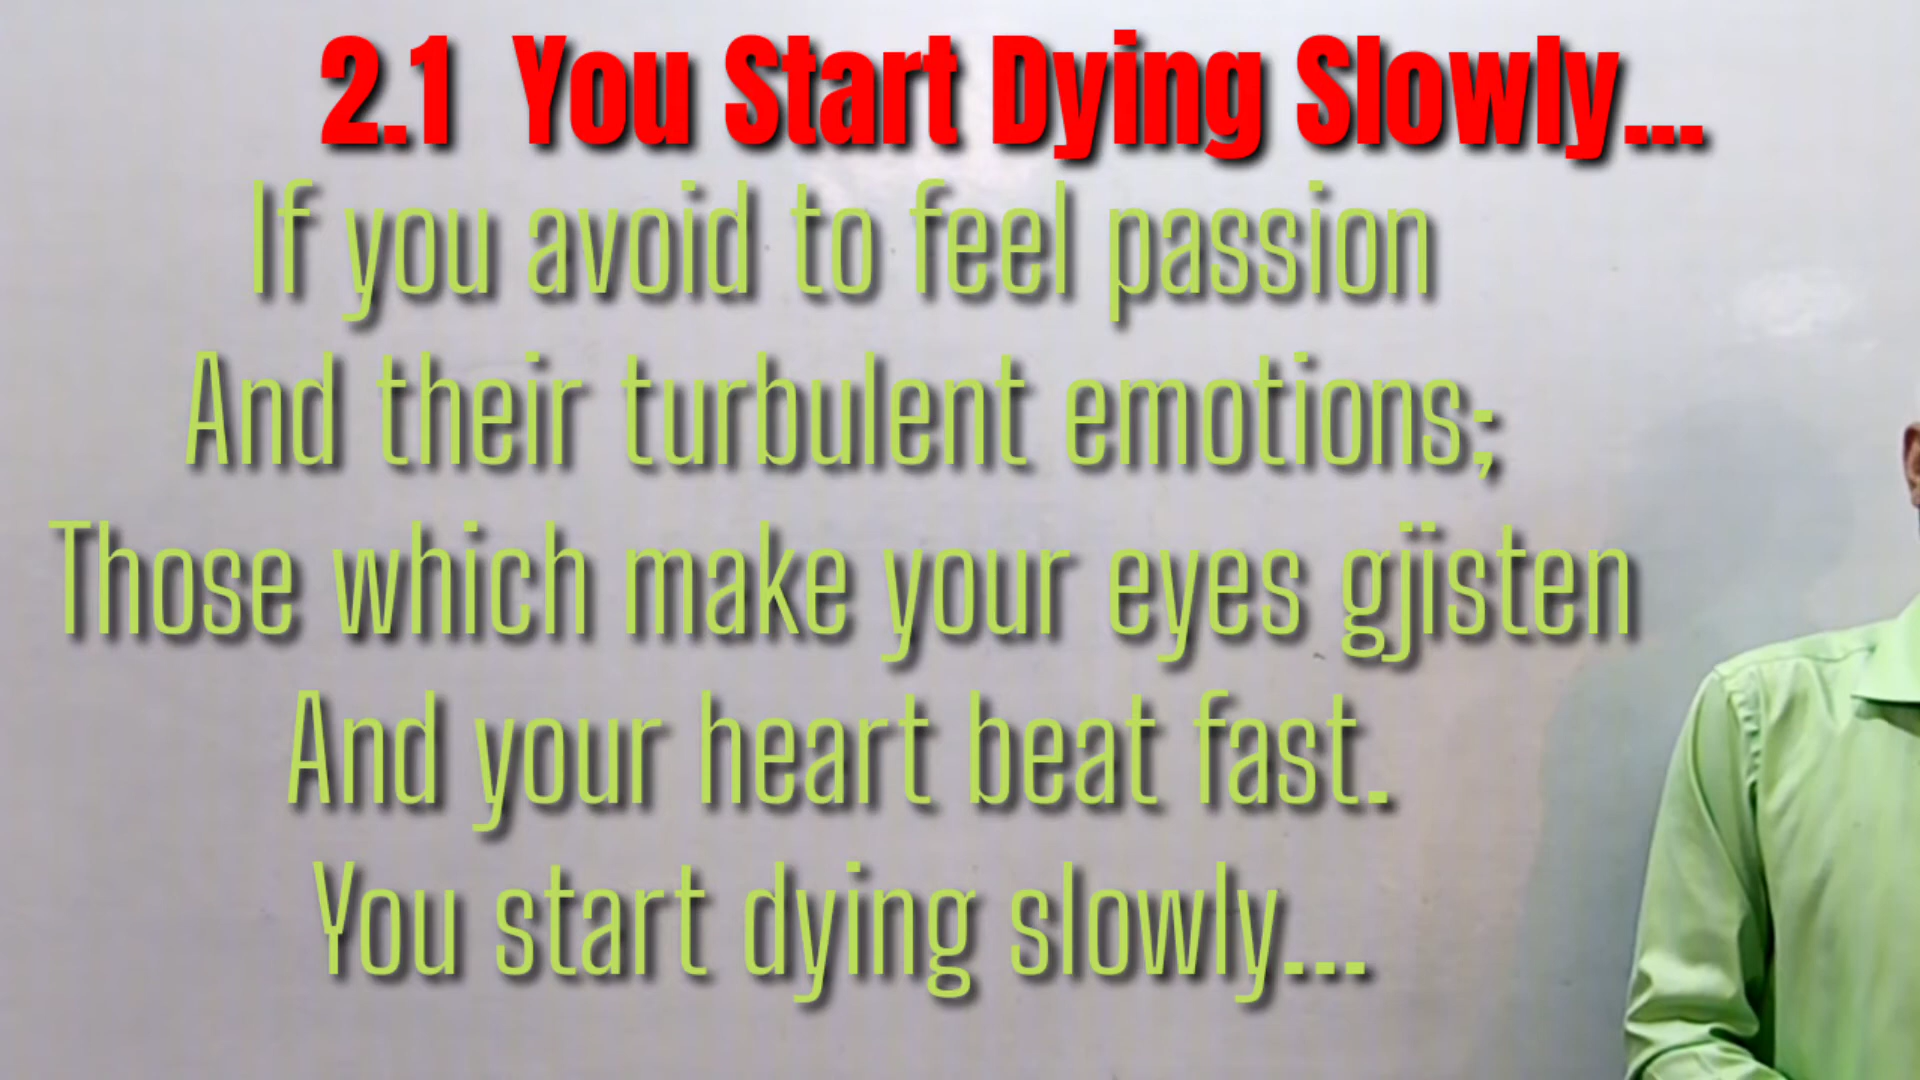 2.1 You Start Dying Slowly...
If you avoid to feel passion
And their turbulent emotions;
Those which make your eyes gjisten
And your heart beat fast.
You start dying slowly...